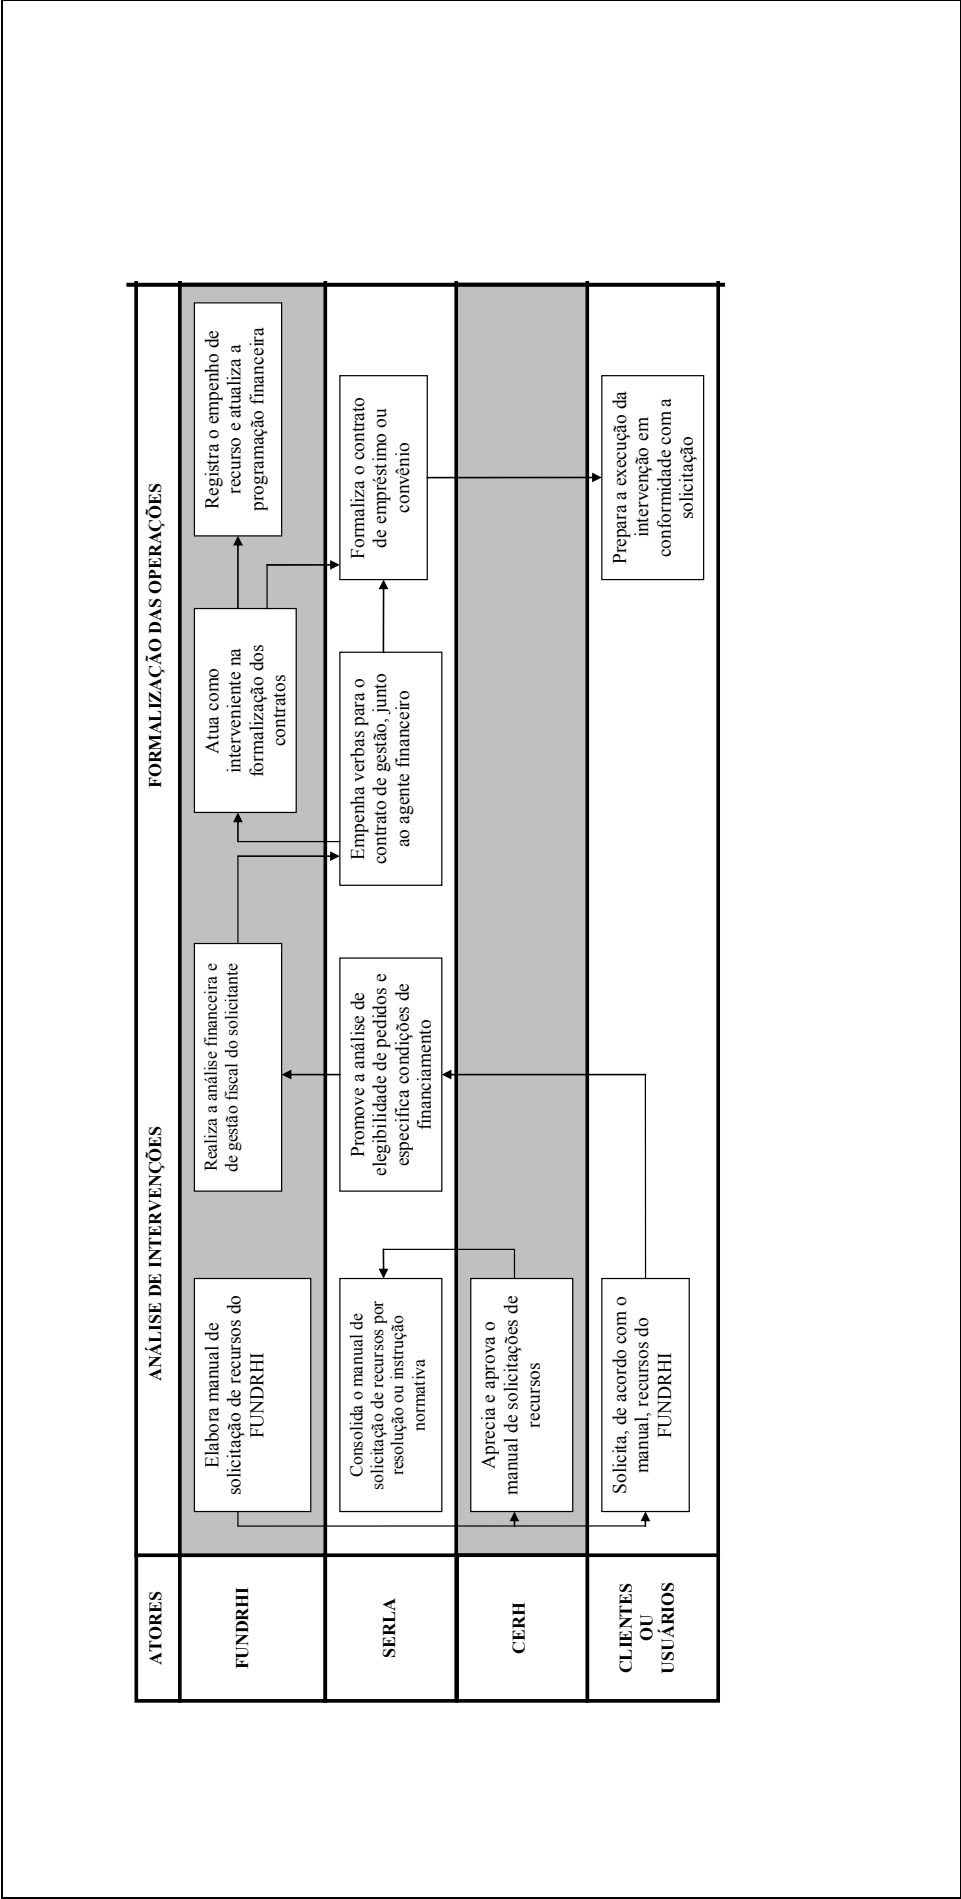 ATORES
ANÁLISE DE INTERVENÇÕES
FORMALIZAÇÃO DAS OPERAÇÕES
FUNDRHI
Elabora manual de
solicitação de recursos do
FUNDRHI
Realiza a análise financeira e
de gestão fiscal do solicitante
Atua como
interveniente na
formalização dos
contratos
Registra o empenho de
recurso e atualiza a
programação financeira
SERLA
Consolida o manual de
solicitação de recursos por
resolução ou instrução
normativa
Promove a análise de
elegibilidade de pedidos e
especifica condições de
financiamento
Empenha verbas para o
contrato de gestão, junto
ao agente financeiro
Formaliza o contrato
de empréstimo ou
convênio
CERH
Aprecia e aprova o
manual de solicitações de
recursos
CLIENTES
OU
USUÁRIOS
Solicita, de acordo com o
manual, recursos do
FUNDRHI
Prepara a execução da
intervenção em
conformidade com a
solicitação